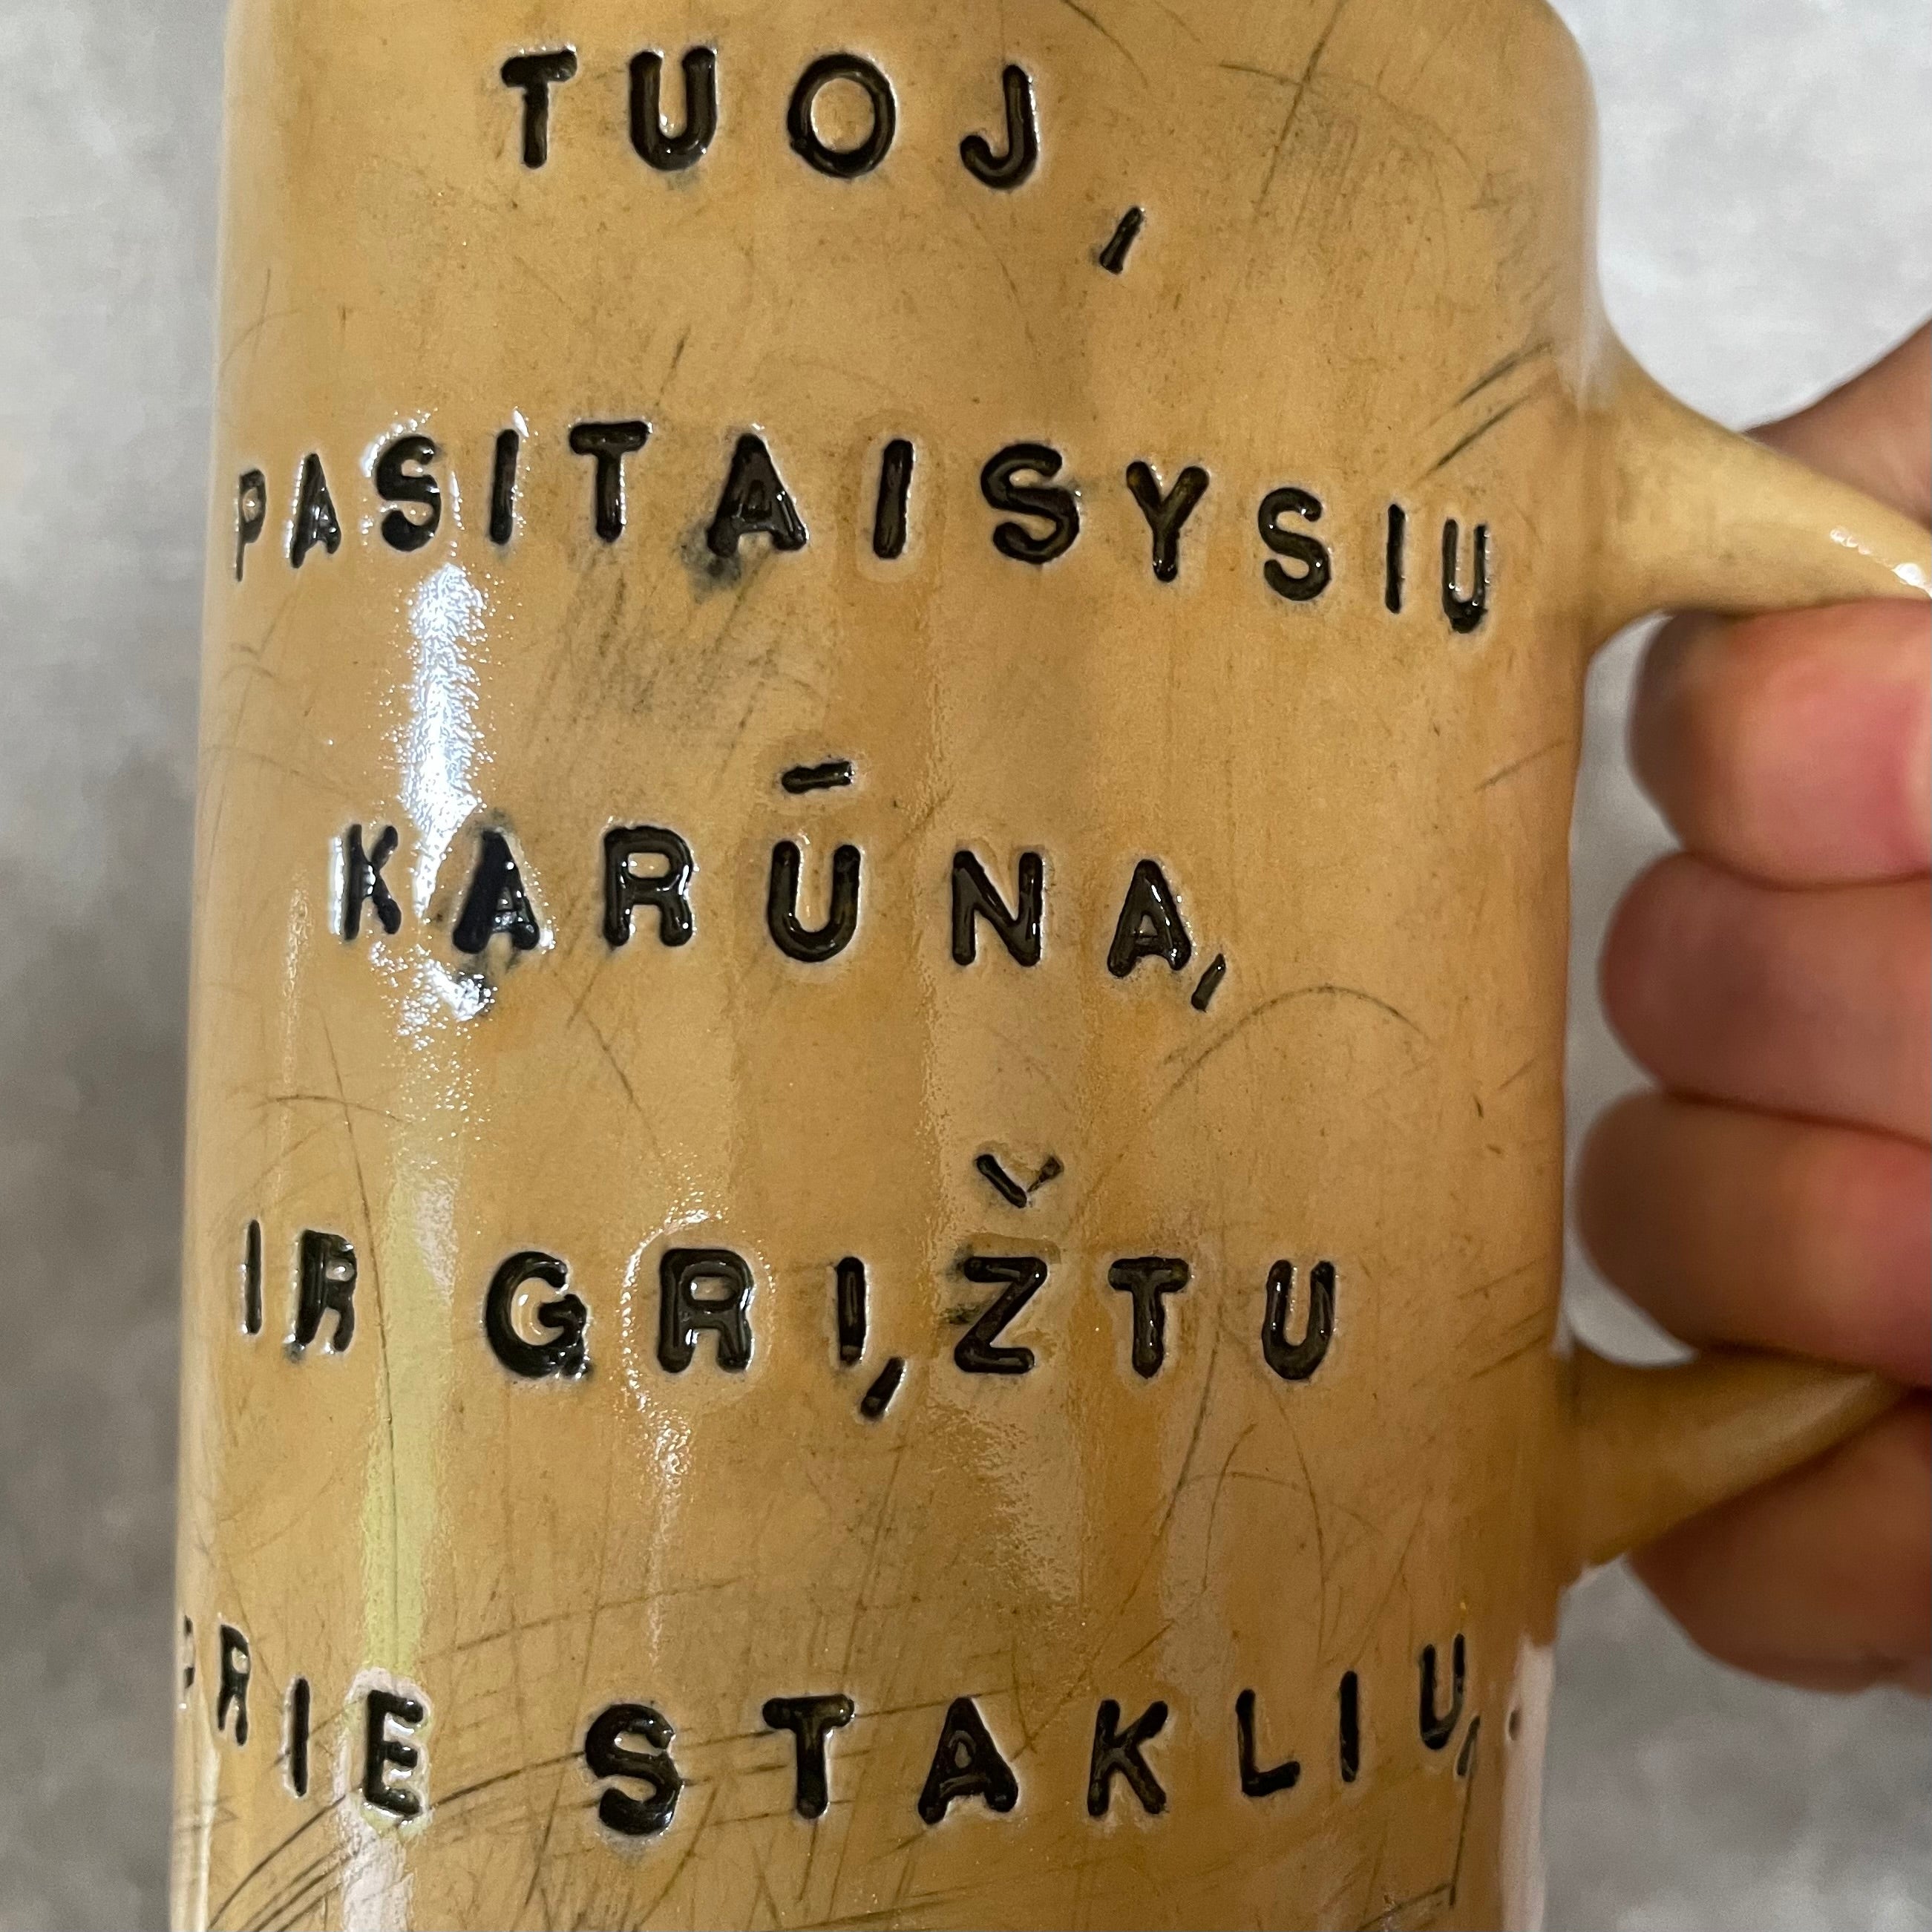 TUOJ,
PASITAISYSIU
KARŪNĄ
IR GRĮŽTU
PRIE STAKLIŲ.